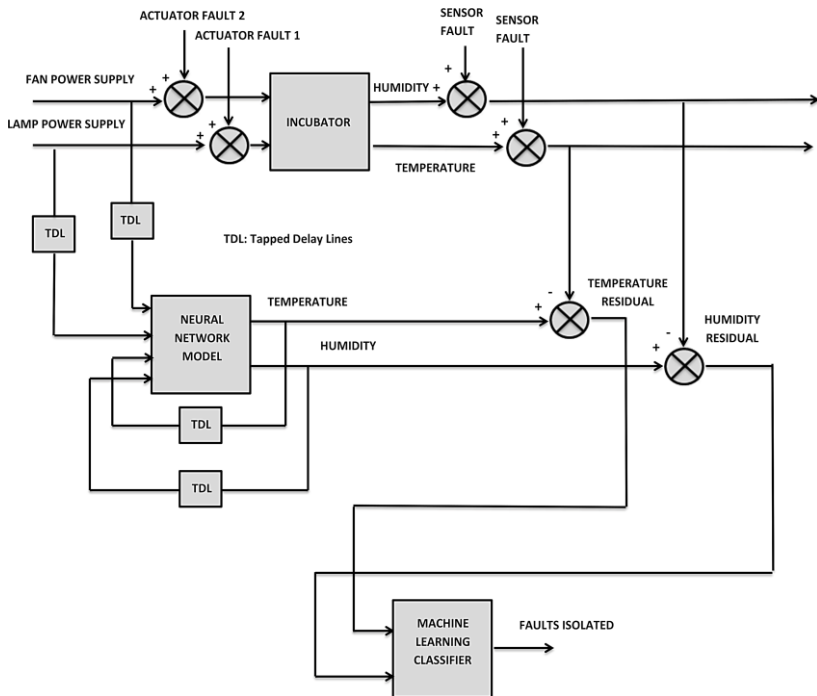 ACTUATOR FAULT 2
ACTUATOR FAULT 1
SENSOR
FAULT
SENSOR
FAULT
FAN POWER SUPPLY
+
+
HUMIDITY +
+
LAMP POWER SUPPLY
+
+
INCUBATOR
+
+
TEMPERATURE
TDL
TDL
TDL: Tapped Delay Lines
TEMPERATURE
-
+
TEMPERATURE
RESIDUAL
NEURAL
NETWORK
MODEL
HUMIDITY
-
+
HUMIDITY
RESIDUAL
TDL
TDL
MACHINE
LEARNING
CLASSIFIER
FAULTS ISOLATED